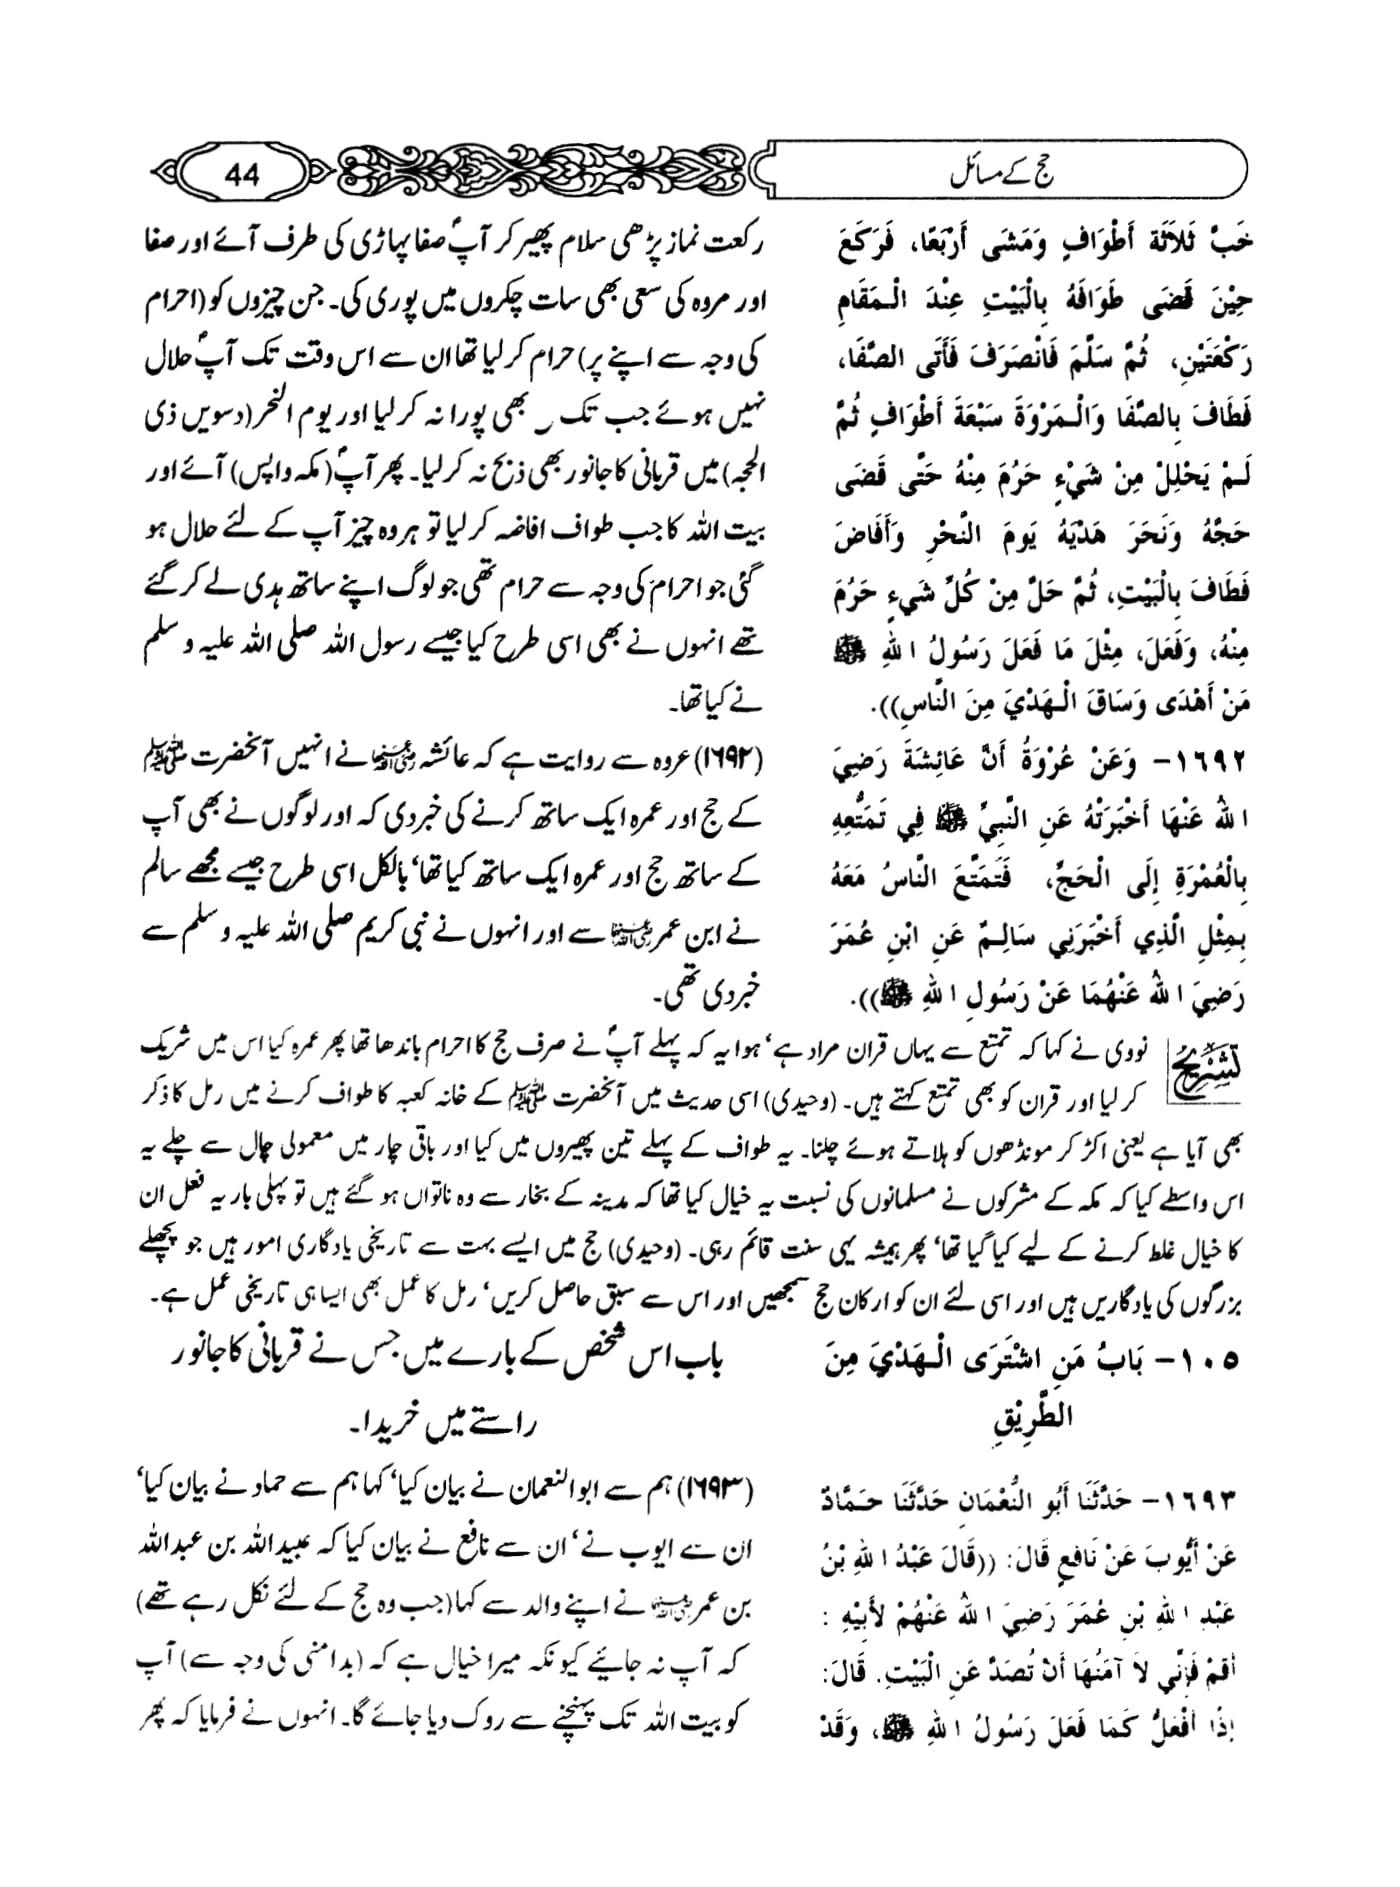 حج کے مسائل
44
خَبَّ ثَلاَثَةَ أَطْوَافٍ وَمَشَى أَرْبَعًا، فَرَكَعَ
حِيْنَ قَضَى طَوَافَهُ بِالْبَيْتِ عِنْدَ الْـمَقَامِ
رَكْعَتَيْنِ، ثُمَّ سَلَّمَ فَانْصَرَفَ فَأَتَى الصَّفَا،
فَطَافَ بِالصَّفَا وَالْـمَرْوَةَ سَبْعَةَ أَطْوَافٍ ثُمَّ
لَـمْ يَحْلِلْ مِنْ شَيْءٍ حَرُمَ مِنْهُ حَتَّى قَضَى
حَجَّهُ وَنَحَرَ هَدْيَهُ يَومَ النَّحْرِ وَأَفَاضَ
فَطَافَ بِالْبَيْتِ، ثُمَّ حَلَّ مِنْ كُلِّ شَيءٍ حَرُمَ
مِنْهُ، وَفَعَلَ، مِثْلَ مَا فَعَلَ رَسُولُ ا للهِ ﷺ
مَنْ أَهْدَى وَسَاقَ الْـهَدْيَ مِنَ النَّاسِ)).
١٦٩٢- وَعَنْ عُرْوَةُ أَنَّ عَائِشَةَ رَضِيَ
ا للهُ عَنْهَا أَخْبَرَتْهُ عَنِ النَّبِيِّ ﷺ فِي تَمَتُّعِهِ
بِالْعُمْرَةِ إِلَى الْحَجِّ، فَتَمَتَّعَ النَّاسُ مَعَهُ
بِمِثْلِ الَّذِي أَخْبَرَنِي سَالِـمٌ عَنِ ابْنِ عُمَرَ
رَضِيَ ا للهُ عَنْهُمَا عَنْ رَسُولِ ا للهِ ﷺ)).
رکعت نماز پڑھی سلام پھیر کر آپؐ صفا پہاڑی کی طرف آئے اور صفا
اور مروہ کی سعی بھی سات چکروں میں پوری کی۔ جن چیزوں کو (احرام
کی وجہ سے اپنے پر) حرام کر لیا تھا ان سے اس وقت تک آپؐ حلال
نہیں ہوئے جب تک بھی پورا نہ کر لیا اور یوم النحر (دسویں ذی
الحجہ) میں قربانی کا جانور بھی ذبح نہ کر لیا۔ پھر آپؐ (مکہ واپس) آئے اور
بیت اللہ کا جب طواف افاضہ کر لیا تو ہر وہ چیز آپ کے لئے حلال ہو
گئی جو احرام کی وجہ سے حرام تھی جو لوگ اپنے ساتھ ہدی لے کر گئے
تھے انہوں نے بھی اسی طرح کیا جیسے رسول اللہ صلی اللہ علیہ و سلم
نے کیا تھا۔
(۱۶۹۲) عروہ سے روایت ہے کہ عائشہ رضی اللہ عنہا نے انہیں آنحضرت ﷺ
کے حج اور عمرہ ایک ساتھ کرنے کی خبر دی کہ اور لوگوں نے بھی آپ
کے ساتھ حج اور عمرہ ایک ساتھ کیا تھا‘ بالکل اسی طرح جیسے مجھے سالم
نے ابن عمر رضی اللہ عنہما سے اور انہوں نے نبی کریم صلی اللہ علیہ و سلم سے
خبر دی تھی۔
تشریح
نووی نے کہا کہ تمتع سے یہاں قران مراد ہے‘ ہوا یہ کہ پہلے آپؐ نے صرف حج کا احرام باندھا تھا پھر عمرہ کیا اس میں شریک
کر لیا اور قران کو بھی تمتع کہتے ہیں۔ (وحیدی) اسی حدیث میں آنحضرت ﷺ کے خانہ کعبہ کا طواف کرنے میں رمل کا ذکر
بھی آیا ہے یعنی اکڑ کر مونڈھوں کو ہلاتے ہوئے چلنا۔ یہ طواف کے پہلے تین پھیروں میں کیا اور باقی چار میں معمولی چال سے چلے یہ
اس واسطے کیا کہ مکہ کے مشرکوں نے مسلمانوں کی نسبت یہ خیال کیا تھا کہ مدینہ کے بخار سے وہ ناتواں ہو گئے ہیں تو پہلی بار یہ فعل ان
کا خیال غلط کرنے کے لیے کیا گیا تھا‘ پھر ہمیشہ یہی سنت قائم رہی۔ (وحیدی) حج میں ایسے بہت سے تاریخی یادگاری امور ہیں جو پچھلے
بزرگوں کی یادگاریں ہیں اور اسی لئے ان کو ارکان حج سمجھیں اور اس سے سبق حاصل کریں‘ رمل کا عمل بھی ایسا ہی تاریخی عمل ہے۔
١٠٥- بَابُ مَنِ اشْتَرَى الْـهَدْيَ مِنَ
الطَّرِيْقِ
باب اس شخص کے بارے میں جس نے قربانی کا جانور
راستے میں خریدا۔
١٦٩٣- حَدَّثَنَا أَبُو النُّعْمَانِ حَدَّثَنَا حَـمَّادٌ
عَنْ أَيُّوبَ عَنْ نَافِعٍ قَالَ: ((قَالَ عَبْدُ ا للهِ بْنُ
عَبْدِ ا للهِ بْنِ عُمَرَ رَضِيَ ا للهُ عَنْهُمْ لأَبِيْهِ :
أَقِمْ فَإِنِّي لاَ آمَنُهَا أَنْ تُصَدَّ عَنِ الْبَيْتِ. قَالَ:
إِذًا أَفْعَلُ كَمَا فَعَلَ رَسُولُ ا للهِ ﷺ، وَقَدْ
(۱۶۹۳) ہم سے ابو النعمان نے بیان کیا‘ کہا ہم سے حماد نے بیان کیا‘
ان سے ایوب نے‘ ان سے نافع نے بیان کیا کہ عبید اللہ بن عبد اللہ
بن عمر رضی اللہ عنہم نے اپنے والد سے کہا (جب وہ حج کے لئے نکل رہے تھے)
کہ آپ نہ جائیے کیونکہ میرا خیال ہے کہ (بدامنی کی وجہ سے) آپ
کو بیت اللہ تک پہنچنے سے روک دیا جائے گا۔ انہوں نے فرمایا کہ پھر